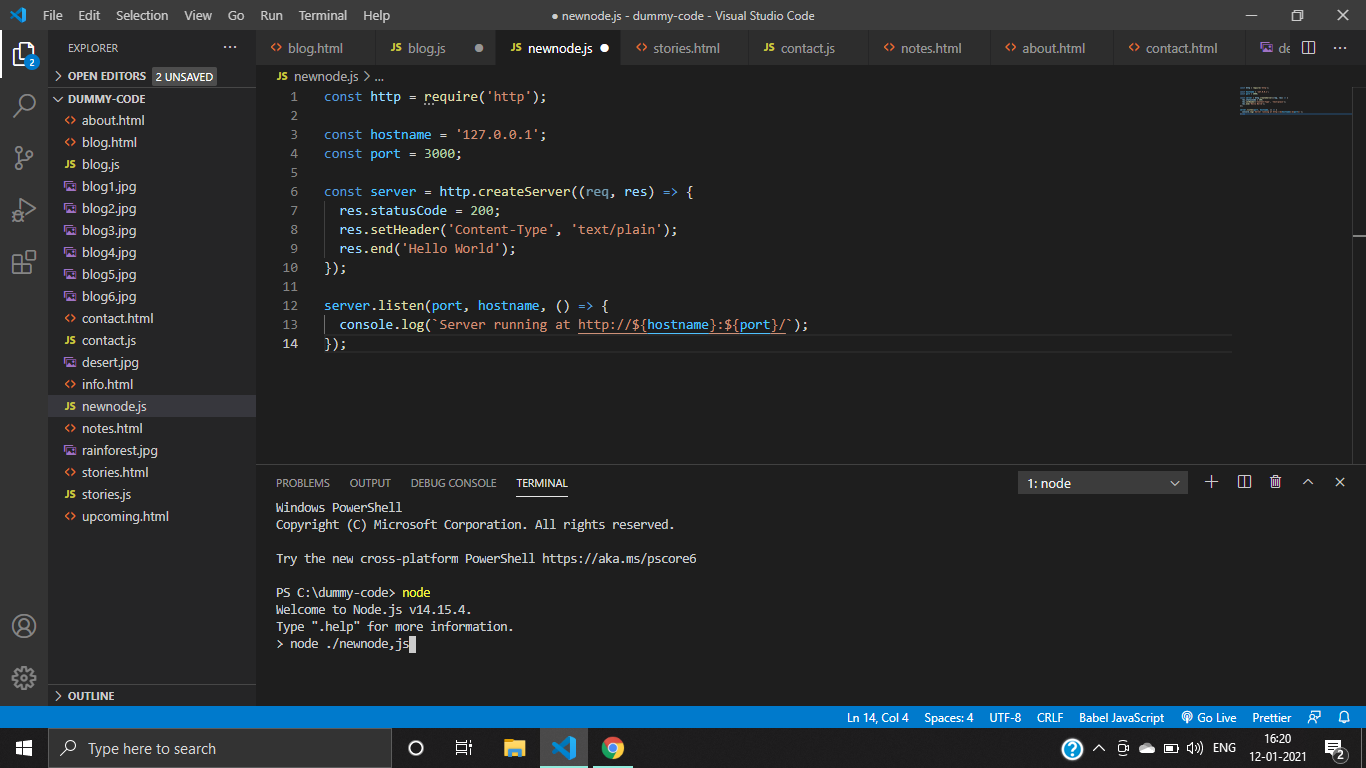 File Edit Selection View Go Run Terminal Help
● newnode.js - dummy-code - Visual Studio Code
EXPLORER
OPEN EDITORS 2 UNSAVED
DUMMY-CODE
about.html
blog.html
JS blog.js
blog1.jpg
blog2.jpg
blog3.jpg
blog4.jpg
blog5.jpg
blog6.jpg
contact.html
JS contact.js
desert.jpg
info.html
JS newnode.js
notes.html
rainforest.jpg
stories.html
JS stories.js
upcoming.html
OUTLINE
2
blog.html
JS blog.js
JS newnode.js
stories.html
JS contact.js
notes.html
about.html
contact.html
de
JS newnode.js > ...
1 const http = require('http');
2
3 const hostname = '127.0.0.1';
4 const port = 3000;
5
6 const server = http.createServer((req, res) => {
7 res.statusCode = 200;
8 res.setHeader('Content-Type', 'text/plain');
9 res.end('Hello World');
10 });
11
12 server.listen(port, hostname, () => {
13 console.log(`Server running at http://${hostname}:${port}/`);
14 });
PROBLEMS OUTPUT DEBUG CONSOLE TERMINAL
1: node
Windows PowerShell
Copyright (C) Microsoft Corporation. All rights reserved.
Try the new cross-platform PowerShell https://aka.ms/pscore6
PS C:\dummy-code> node
Welcome to Node.js v14.15.4.
Type ".help" for more information.
> node ./newnode,js
Ln 14, Col 4 Spaces: 4 UTF-8 CRLF Babel JavaScript Go Live Prettier
Type here to search
ENG
16:20
12-01-2021
2